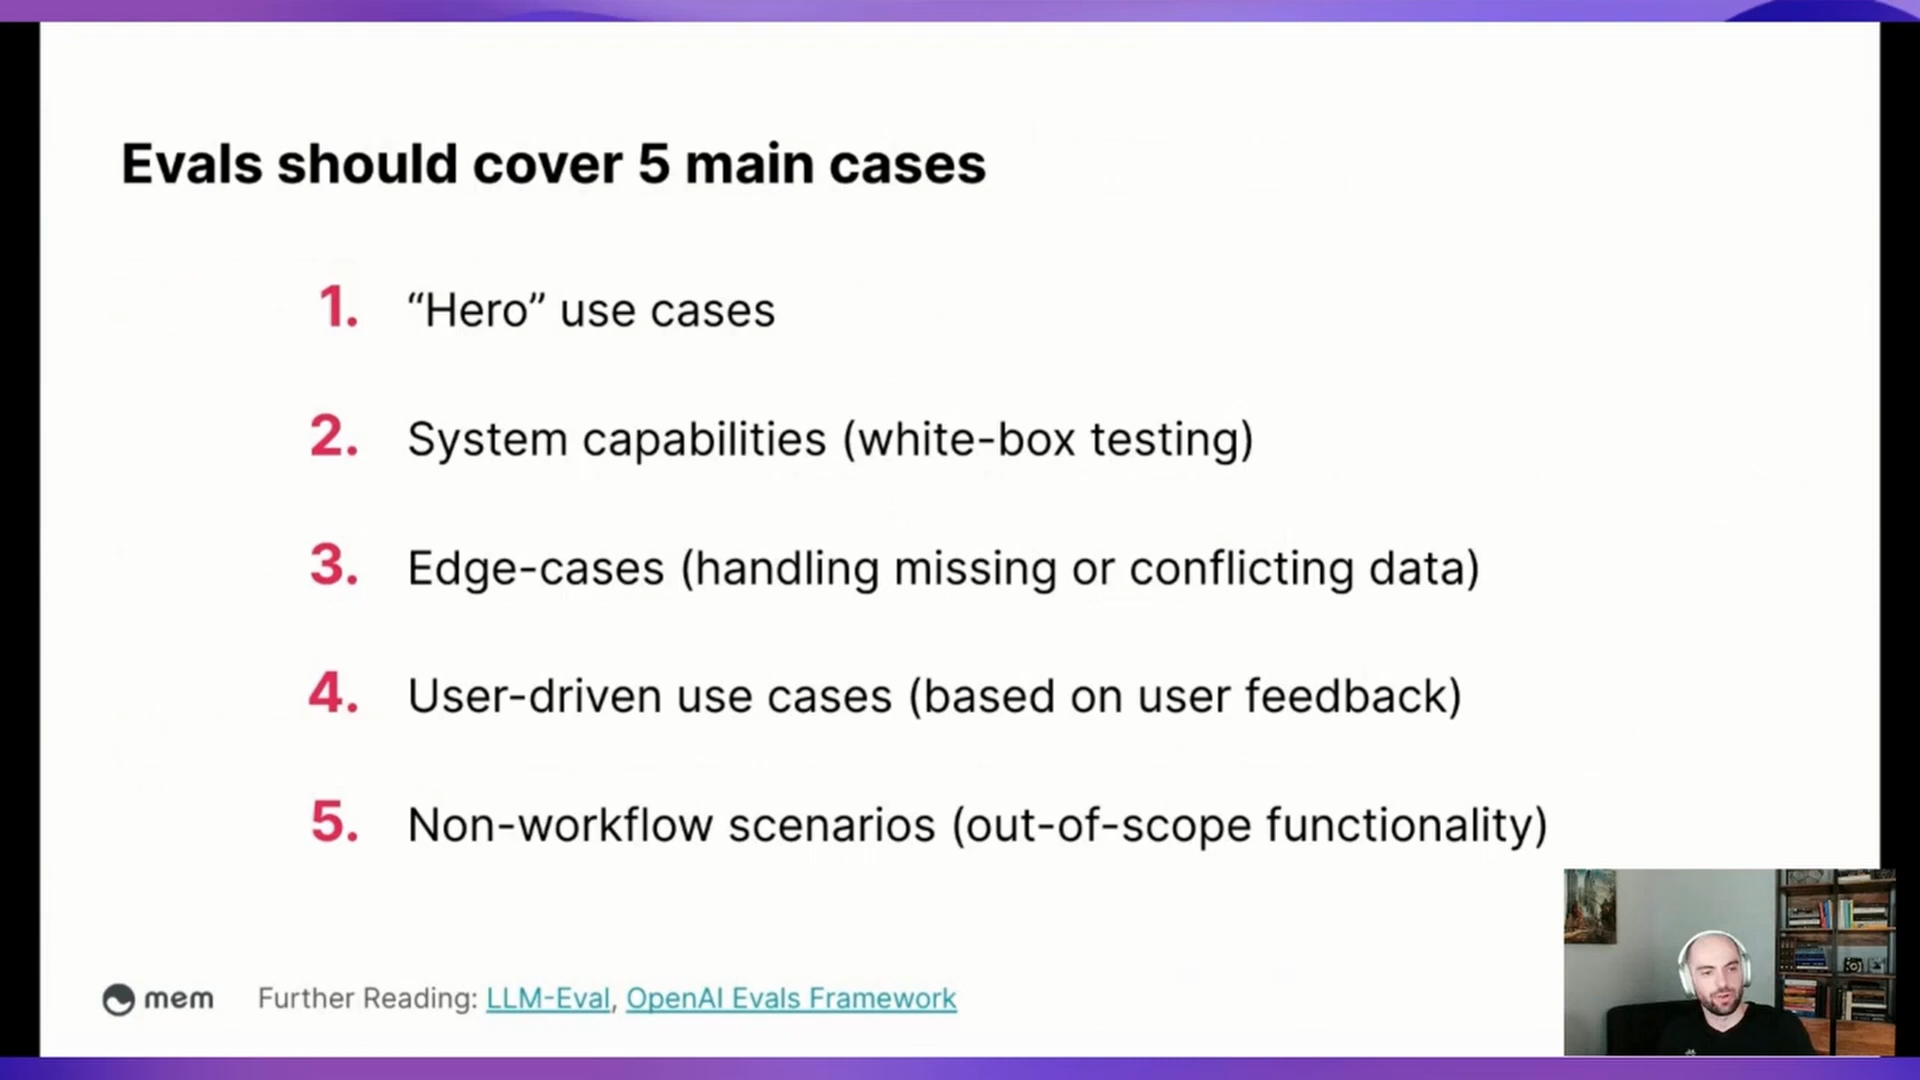 Evals should cover 5 main cases
1. “Hero” use cases
2. System capabilities (white-box testing)
3. Edge-cases (handling missing or conflicting data)
4. User-driven use cases (based on user feedback)
5. Non-workflow scenarios (out-of-scope functionality)
mem Further Reading: LLM-Eval, OpenAI Evals Framework